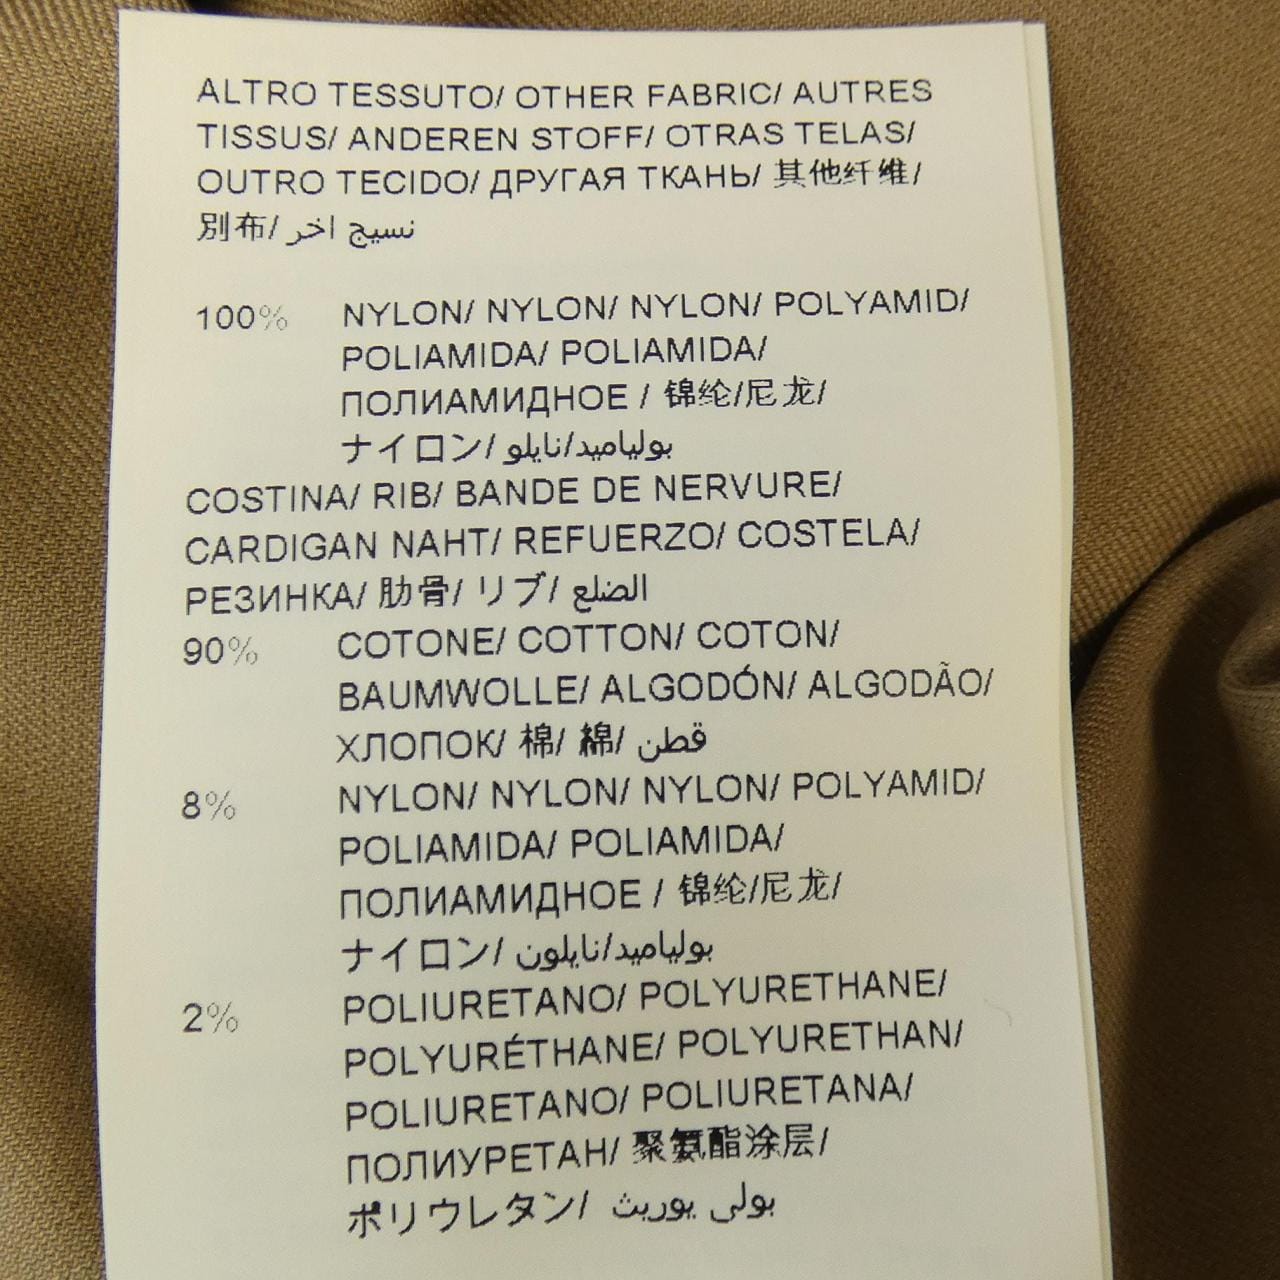 ALTRO TESSUTO/ OTHER FABRIC/ AUTRES
TISSUS/ ANDEREN STOFF/ OTRAS TELAS/
OUTRO TECIDO/ ДРУГАЯ ТКАНЬ/ 其他纤维/
別布/ نسيج اخر
100% NYLON/ NYLON/ NYLON/ POLYAMID/
POLIAMIDA/ POLIAMIDA/
ПОЛИАМИДНОЕ / 锦纶/尼龙/
ナイロン/ بولياميد/نايلو
COSTINA/ RIB/ BANDE DE NERVURE/
CARDIGAN NAHT/ REFUERZO/ COSTELA/
РЕЗИНКА/ 肋骨/ リブ/ الضلع
90% COTONE/ COTTON/ COTON/
BAUMWOLLE/ ALGODÓN/ ALGODÃO/
ХЛОПОК/ 棉/ 綿/ قطن
8% NYLON/ NYLON/ NYLON/ POLYAMID/
POLIAMIDA/ POLIAMIDA/
ПОЛИАМИДНОЕ / 锦纶/尼龙/
ナイロン/ بولياميد/نايلون
2% POLIURETANO/ POLYURETHANE/
POLYURÉTHANE/ POLYURETHAN/
POLIURETANO/ POLIURETANA/
ПОЛИУРЕТАН/ 聚氨酯涂层/
ポリウレタン/ بولى يوريث